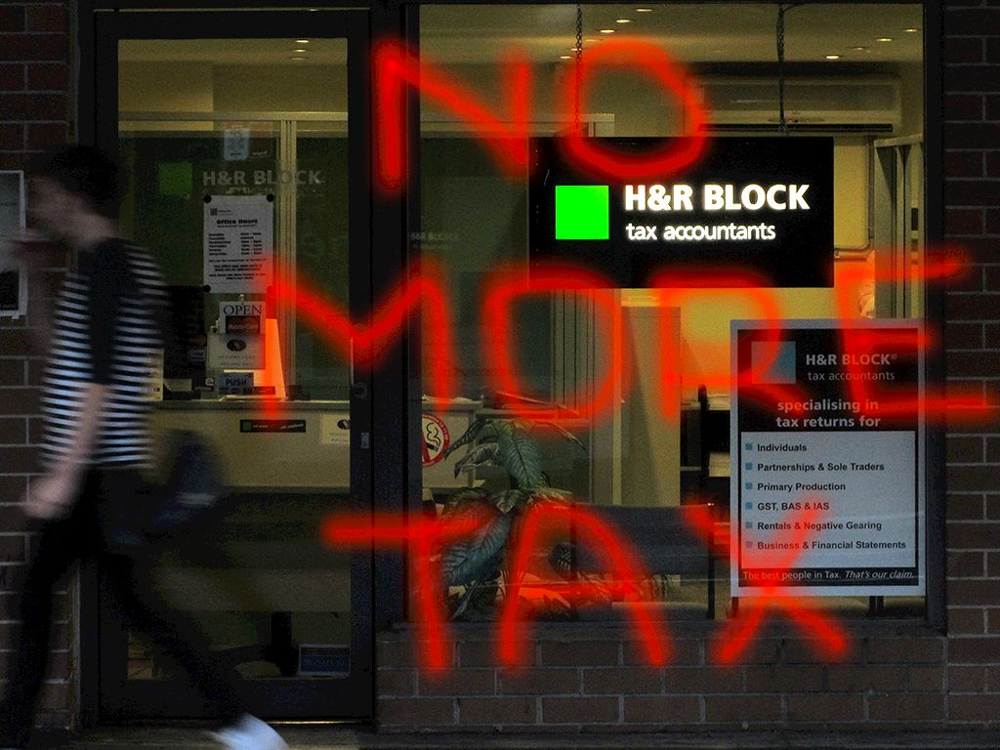 NO
MORE
TAX
H&R BLOCK
tax accountants
H&R BLOCK
Office Hours
OPEN
MasterCard
PUSH
H&R BLOCK
tax accountants
specialising in
tax returns for
Individuals
Partnerships & Sole Traders
Primary Production
GST, BAS & IAS
Rentals & Negative Gearing
Business & Financial Statements
The best people in Tax. That's our claim.